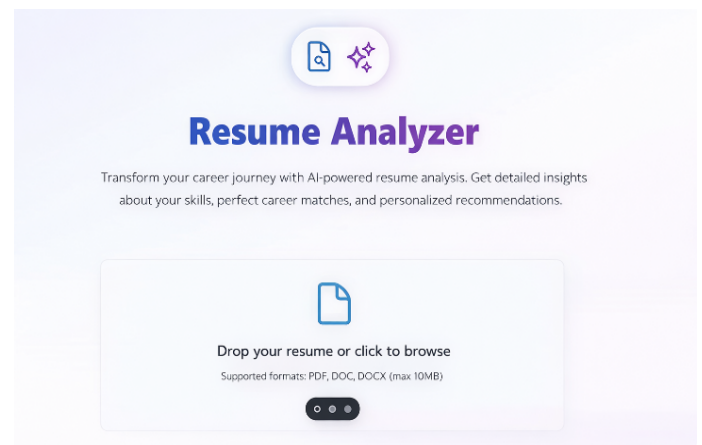 Resume Analyzer
Transform your career journey with AI-powered resume analysis. Get detailed insights
about your skills, perfect career matches, and personalized recommendations.
Drop your resume or click to browse
Supported formats: PDF, DOC, DOCX (max 10MB)